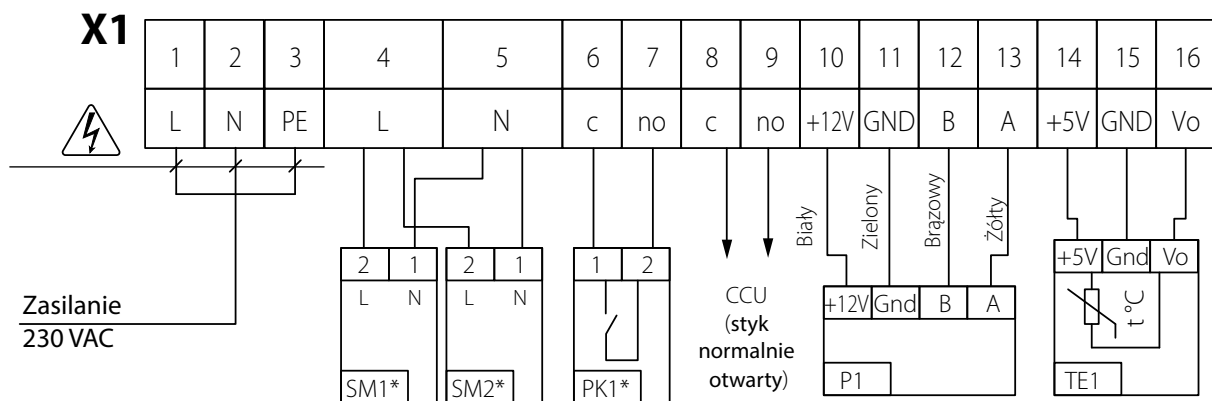 X1
1 2 3 4 5 6 7 8 9 10 11 12 13 14 15 16
L N PE L N c no c no +12V GND B A +5V GND Vo
Biały Zielony Brązowy Żółty
2 1 2 1 1 2 +5V Gnd Vo
L N L N
+12V Gnd B A
t °C
Zasilanie
230 VAC
CCU
(styk
normalnie
otwarty)
SM1* SM2* PK1* P1 TE1